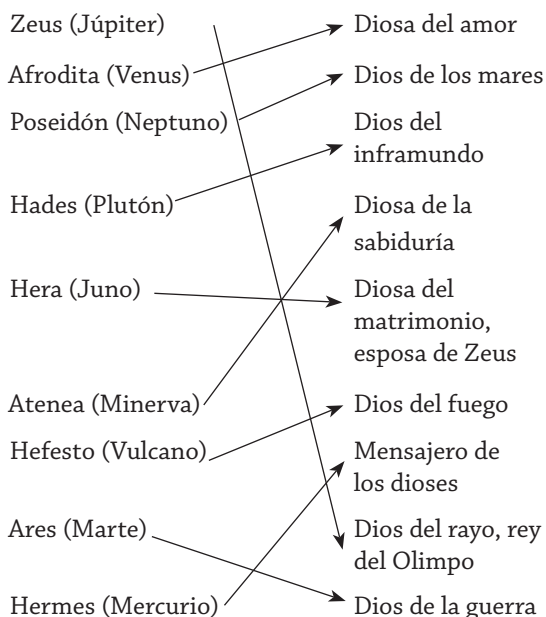 Zeus (Júpiter)
Afrodita (Venus)
Poseidón (Neptuno)
Hades (Plutón)
Hera (Juno)
Atenea (Minerva)
Hefesto (Vulcano)
Ares (Marte)
Hermes (Mercurio)
Diosa del amor
Dios de los mares
Dios del
inframundo
Diosa de la
sabiduría
Diosa del
matrimonio,
esposa de Zeus
Dios del fuego
Mensajero de
los dioses
Dios del rayo, rey
del Olimpo
Dios de la guerra